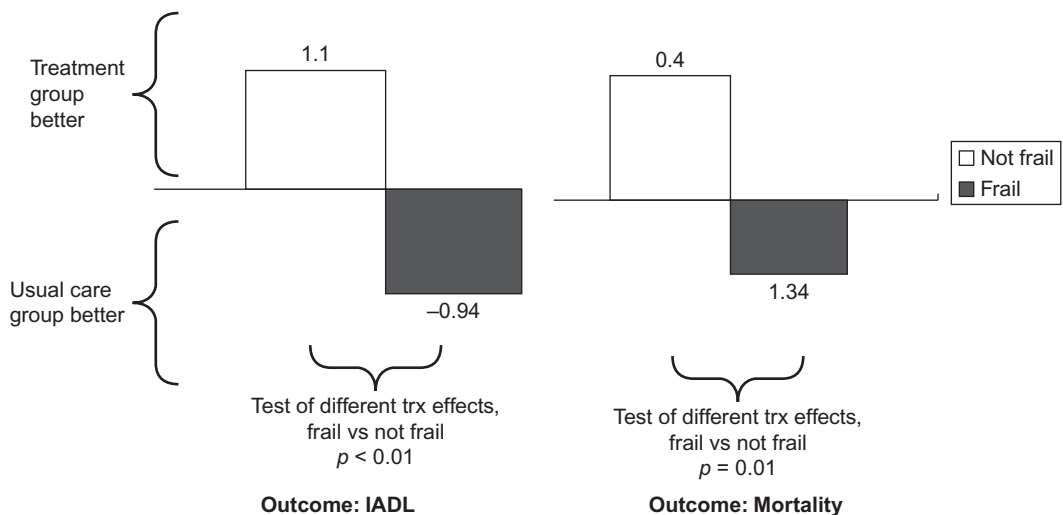 Treatment
group
better
1.1
0.4
Not frail
Frail
Usual care
group better
–0.94
1.34
Test of different trx effects,
frail vs not frail
p < 0.01
Test of different trx effects,
frail vs not frail
p = 0.01
Outcome: IADL
Outcome: Mortality